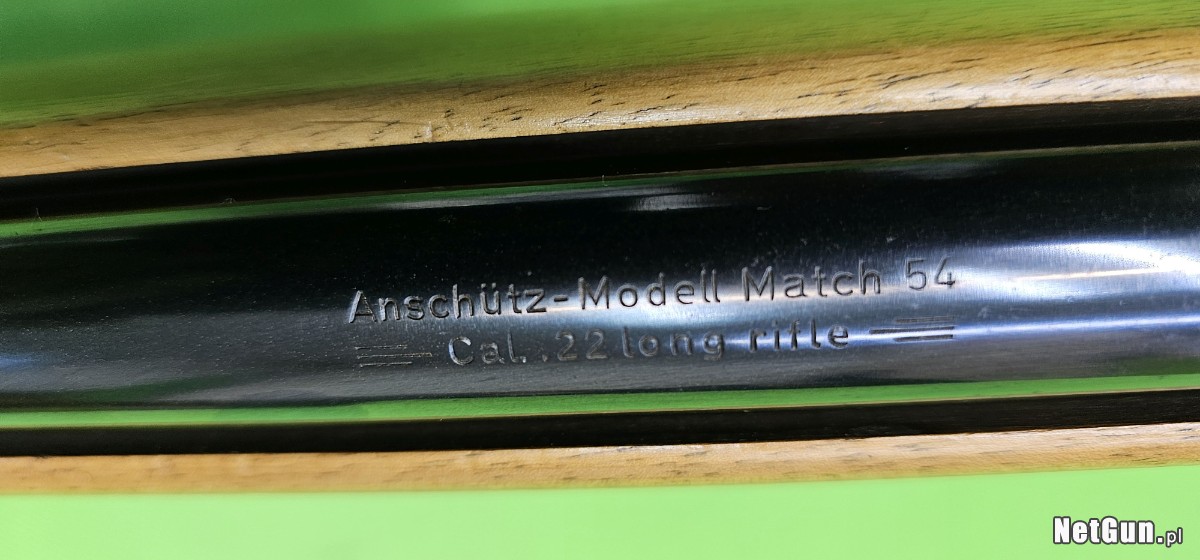 Anschütz-Modell Match 54
Cal. .22 long rifle
NetGun.pl